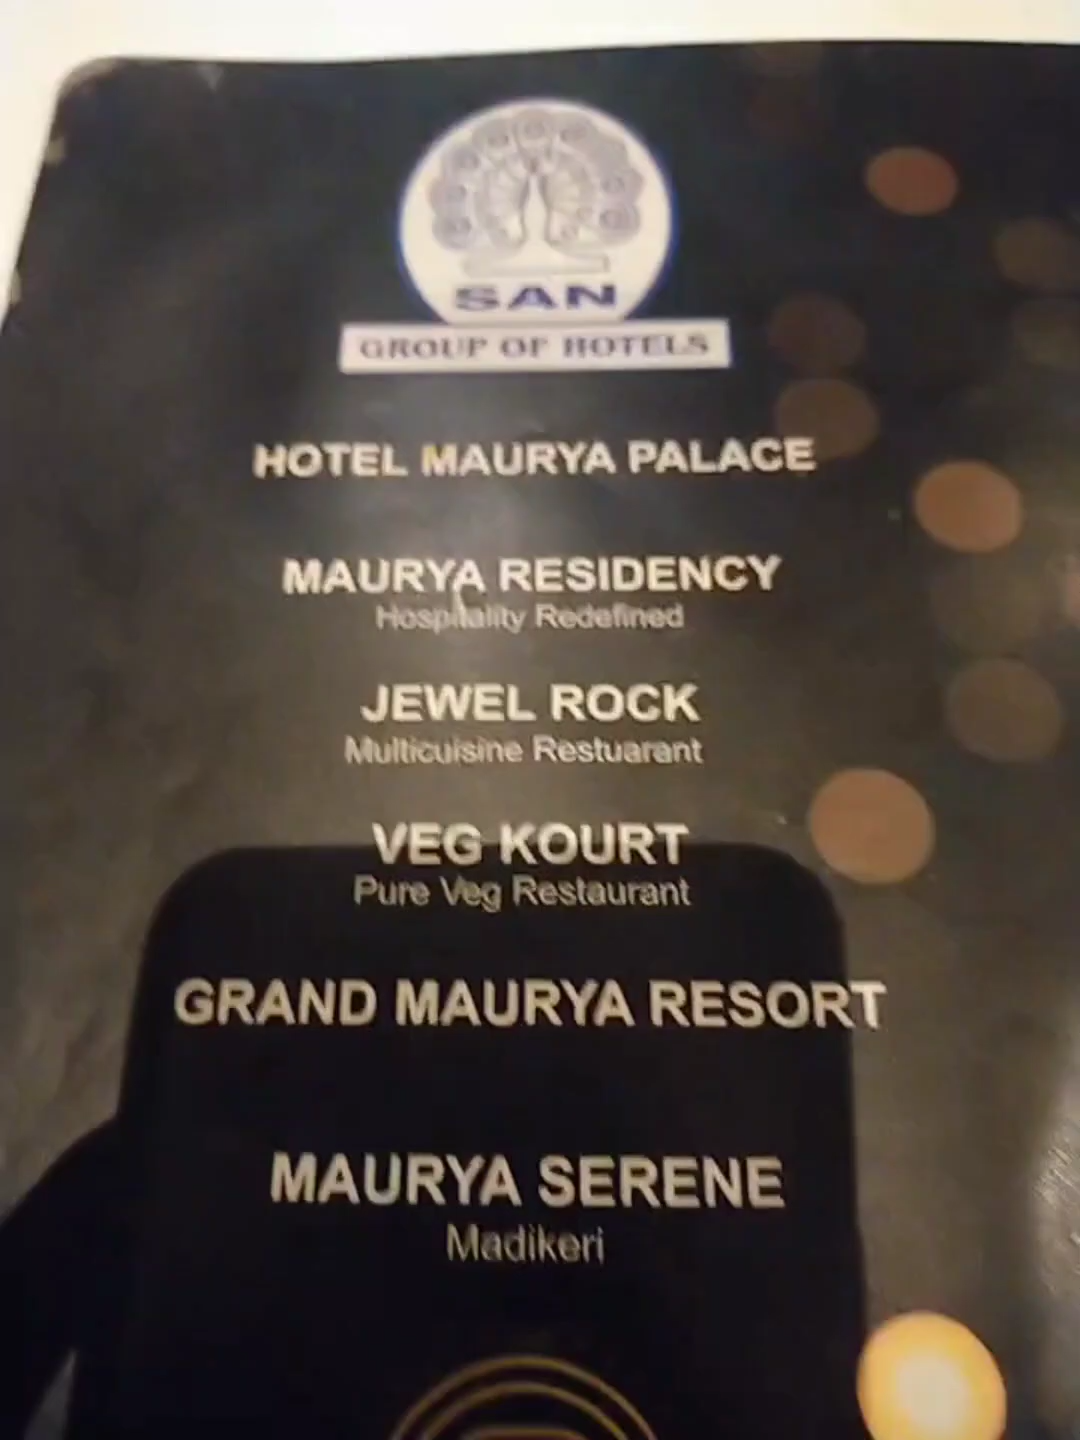 SAN
GROUP OF HOTELS
HOTEL MAURYA PALACE
MAURYA RESIDENCY
Hospitality Redefined
JEWEL ROCK
Multicuisine Restuarant
VEG KOURT
Pure Veg Restaurant
GRAND MAURYA RESORT
MAURYA SERENE
Madikeri